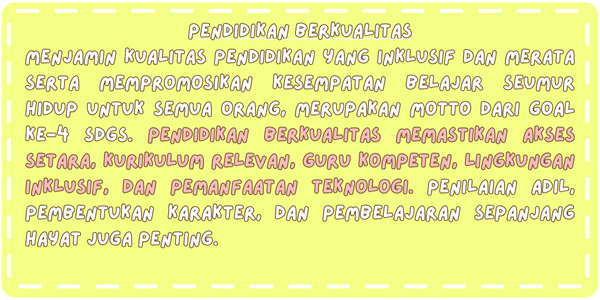 PENDIDIKAN BERKUALITAS
MENJAMIN KUALITAS PENDIDIKAN YANG INKLUSIF DAN MERATA
SERTA MEMPROMOSIKAN KESEMPATAN BELAJAR SEUMUR
HIDUP UNTUK SEMUA ORANG, MERUPAKAN MOTTO DARI GOAL
KE-4 SDGS. PENDIDIKAN BERKUALITAS MEMASTIKAN AKSES
SETARA, KURIKULUM RELEVAN, GURU KOMPETEN, LINGKUNGAN
INKLUSIF, DAN PEMANFAATAN TEKNOLOGI. PENILAIAN ADIL,
PEMBENTUKAN KARAKTER, DAN PEMBELAJARAN SEPANJANG
HAYAT JUGA PENTING.